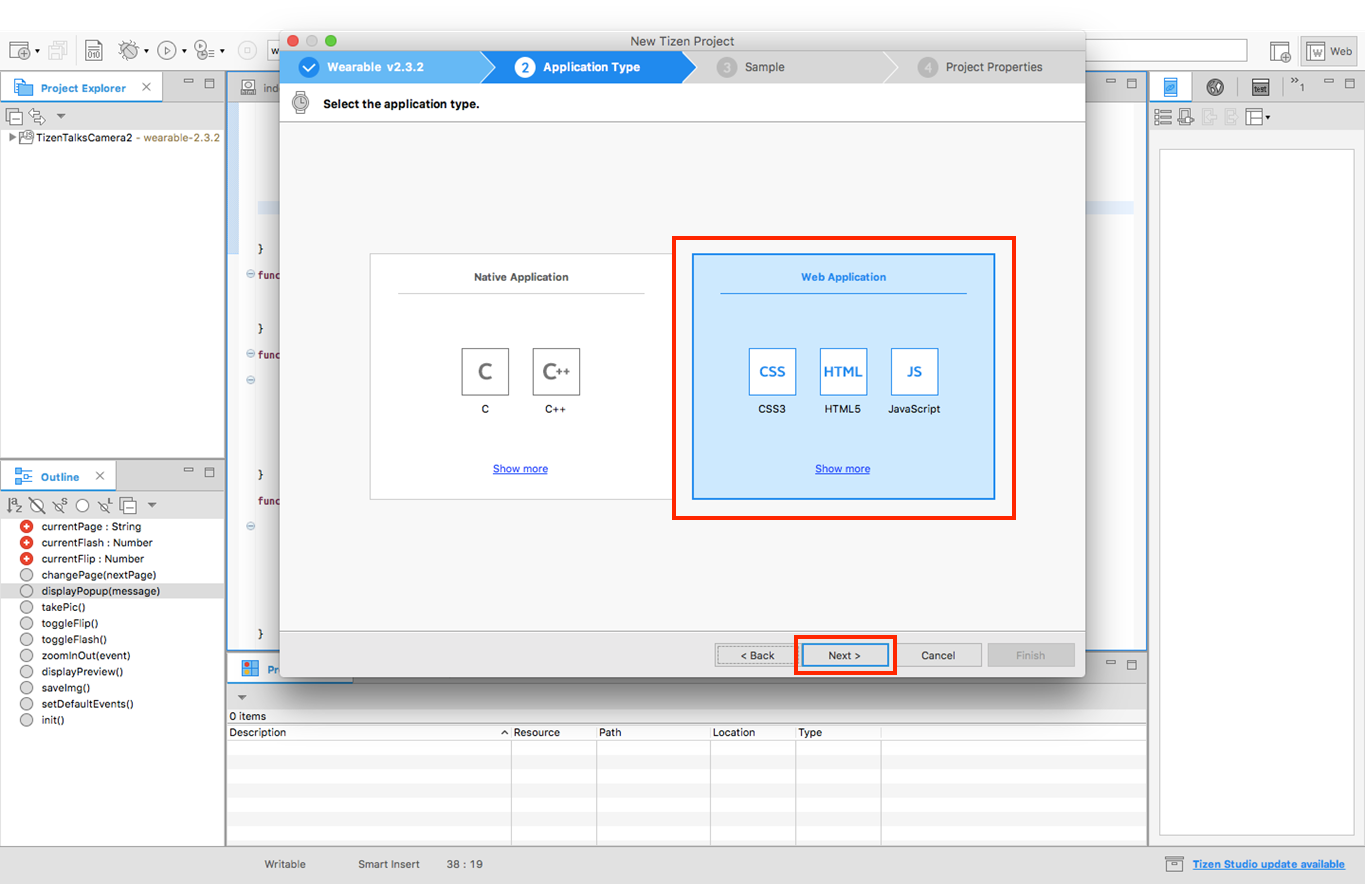 New Tizen Project
010
W
Web
Wearable v2.3.2
2 Application Type
3 Sample
4 Project Properties
Project Explorer
ind
test
1
Select the application type.
TizenTalksCamera2 - wearable-2.3.2
}
func
}
func
}
func
}
Native Application
C
C++
C
C++
Show more
Web Application
CSS
HTML
JS
CSS3
HTML5
JavaScript
Show more
Outline
currentPage : String
currentFlash : Number
currentFlip : Number
changePage(nextPage)
displayPopup(message)
takePic()
toggleFlip()
toggleFlash()
zoomInOut(event)
displayPreview()
saveImg()
setDefaultEvents()
init()
< Back
Next >
Cancel
Finish
Pr
0 items
Description
Resource
Path
Location
Type
Writable
Smart Insert
38 : 19
Tizen Studio update available